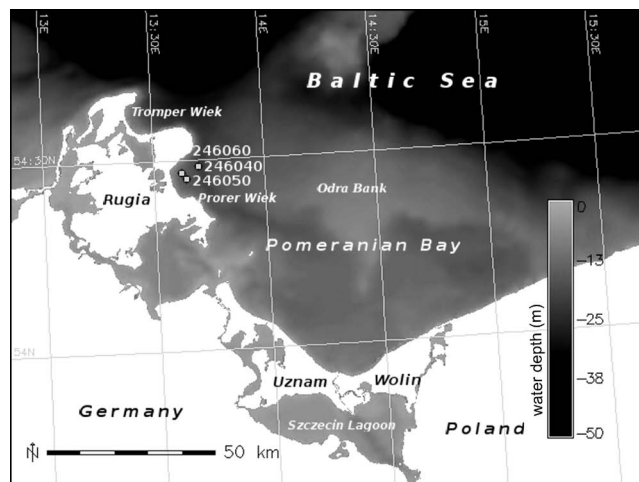 13E
13:30E
14E
14:30E
15E
15:30E
Baltic Sea
Tromper Wiek
246060
54:30N
246040
246050
Odra Bank
Rugia
Prorer Wiek
0
Pomeranian Bay
-13
-25
water depth (m)
54N
-38
Uznam
Wolin
Germany
Szczecin Lagoon
Poland
-50
N
50 km